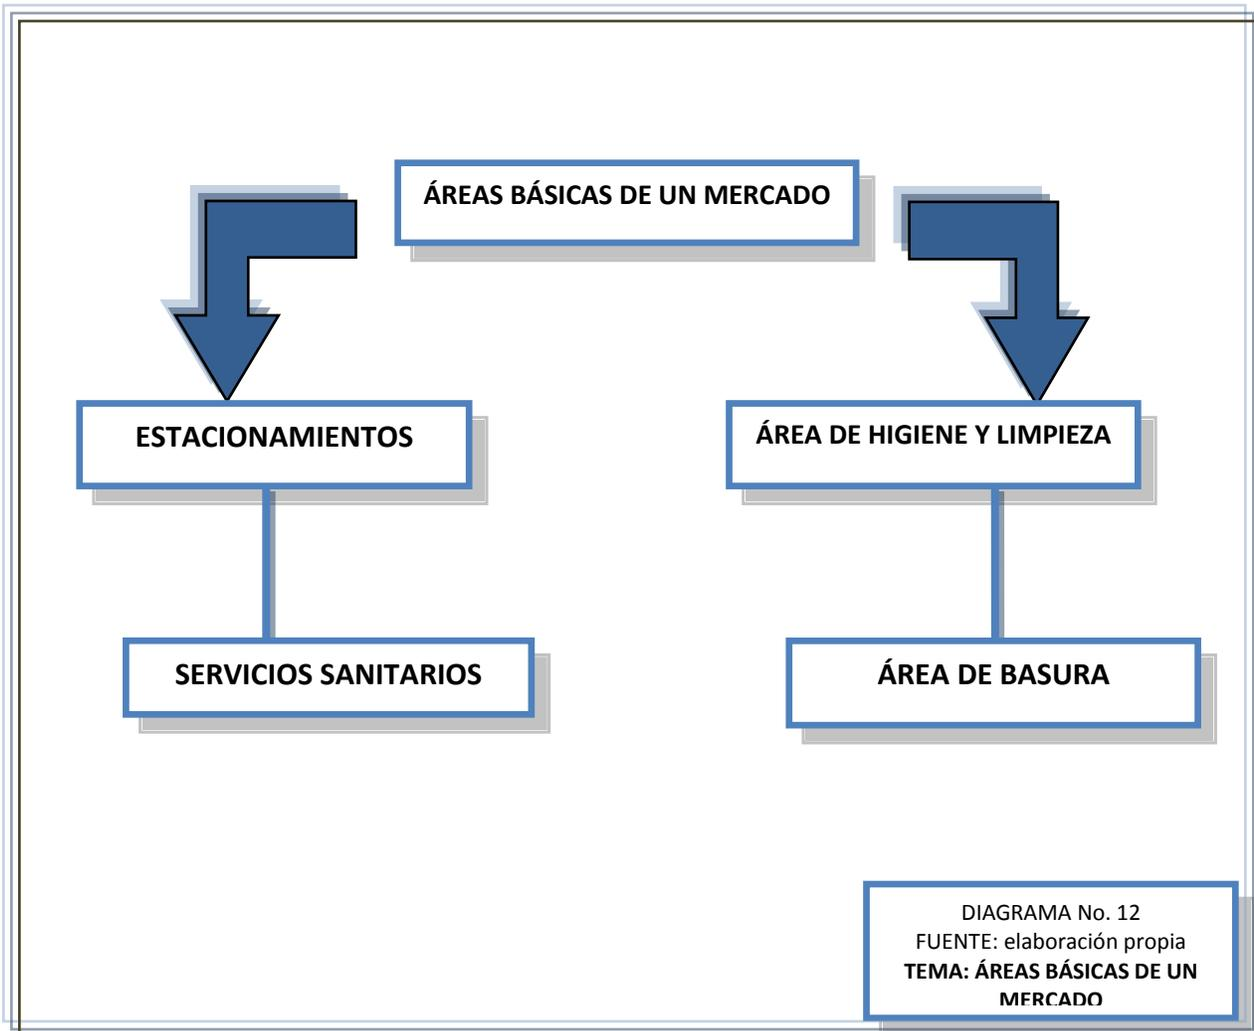 ÁREAS BÁSICAS DE UN MERCADO
ESTACIONAMIENTOS
ÁREA DE HIGIENE Y LIMPIEZA
SERVICIOS SANITARIOS
ÁREA DE BASURA
DIAGRAMA No. 12
FUENTE: elaboración propia
TEMA: ÁREAS BÁSICAS DE UN
MERCADO